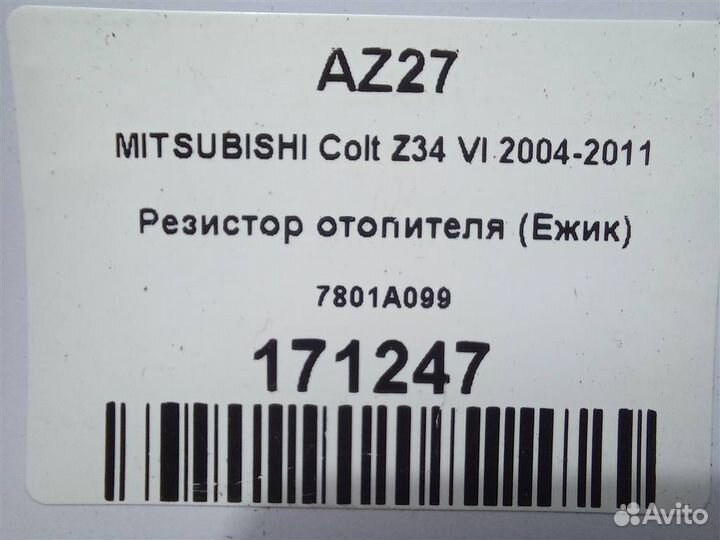 AZ27
MITSUBISHI Colt Z34 VI 2004-2011
Резистор отопителя (Ежик)
7801A099
171247
Avito